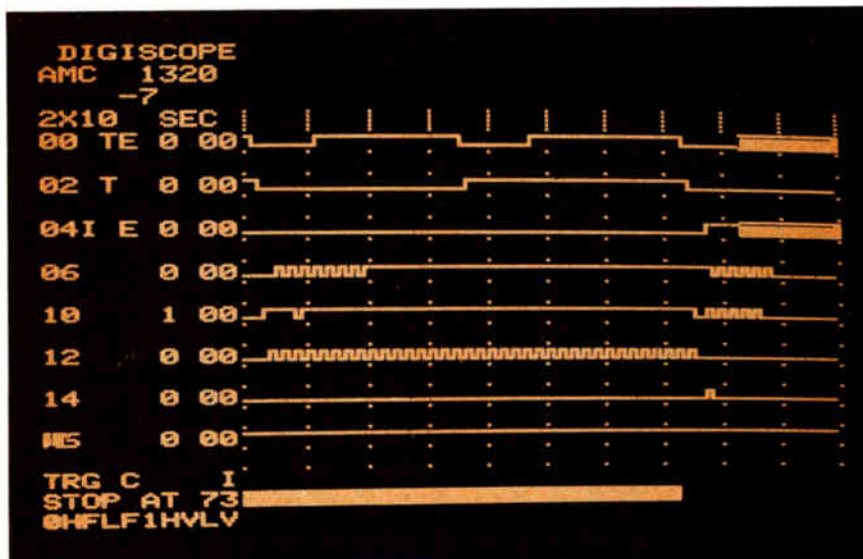 DIGISCOPE
AMC 1320
-7
2X10 SEC
00 TE 0 00
02 T 0 00
04I E 0 00
06 0 00
10 1 00
12 0 00
14 0 00
0 00
TRG C I
STOP AT 73
0HFLF1HVLV